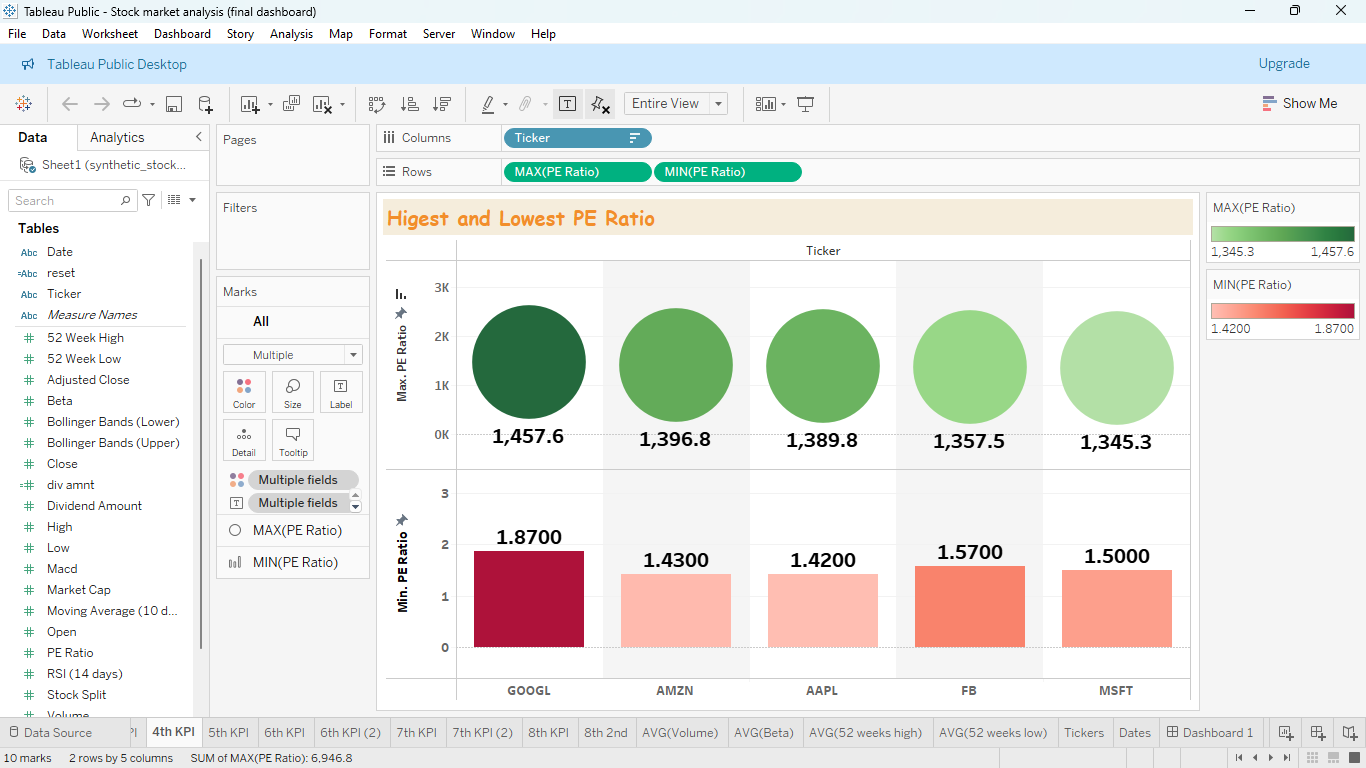 Tableau Public - Stock market analysis (final dashboard)
File Data Worksheet Dashboard Story Analysis Map Format Server Window Help
Tableau Public Desktop
Upgrade
Entire View
Show Me
Data
Analytics
Sheet1 (synthetic_stock...
Search
Tables
Abc Date
=Abc reset
Abc Ticker
Abc Measure Names
# 52 Week High
# 52 Week Low
# Adjusted Close
# Beta
# Bollinger Bands (Lower)
# Bollinger Bands (Upper)
# Close
=# div amnt
# Dividend Amount
# High
# Low
# Macd
# Market Cap
# Moving Average (10 d...
# Open
# PE Ratio
# RSI (14 days)
# Stock Split
Volume
Pages
Filters
Marks
All
Multiple
Color Size Label
Detail Tooltip
Multiple fields
Multiple fields
MAX(PE Ratio)
MIN(PE Ratio)
Columns Ticker
Rows MAX(PE Ratio) MIN(PE Ratio)
Higest and Lowest PE Ratio
Ticker
Max. PE Ratio
3K
2K
1K
0K
1,457.6 1,396.8 1,389.8 1,357.5 1,345.3
Min. PE Ratio
3
2
1
0
1.8700 1.4300 1.4200 1.5700 1.5000
GOOGL AMZN AAPL FB MSFT
MAX(PE Ratio)
1,345.3 1,457.6
MIN(PE Ratio)
1.4200 1.8700
Data Source PI 4th KPI 5th KPI 6th KPI 6th KPI (2) 7th KPI 7th KPI (2) 8th KPI 8th 2nd AVG(Volume) AVG(Beta) AVG(52 weeks high) AVG(52 weeks low) Tickers Dates Dashboard 1
10 marks 2 rows by 5 columns SUM of MAX(PE Ratio): 6,946.8